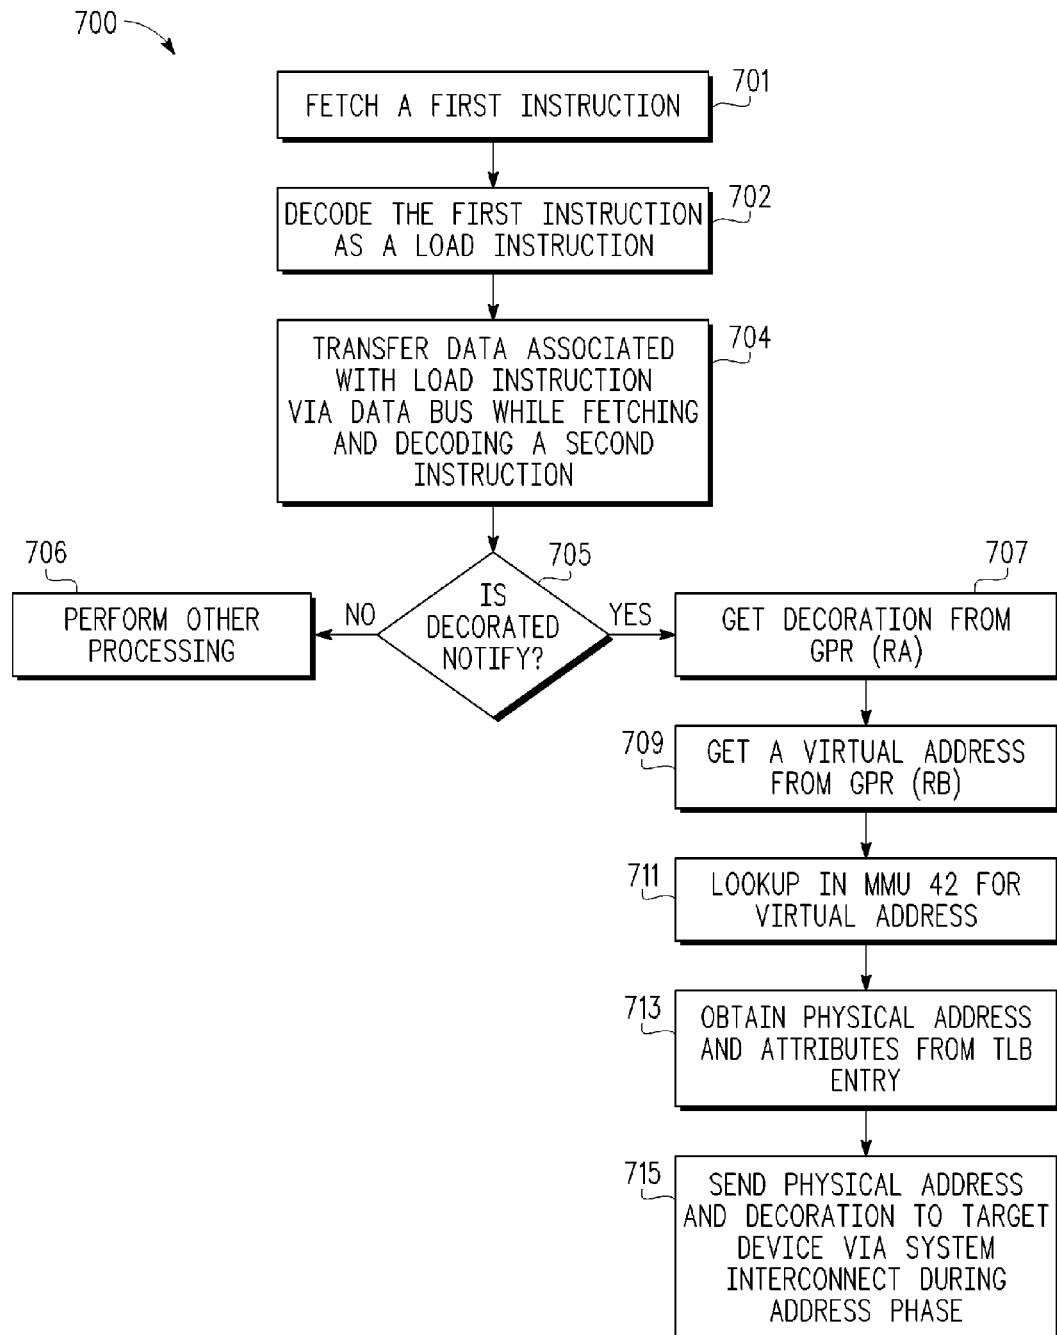 700
701
FETCH A FIRST INSTRUCTION
702
DECODE THE FIRST INSTRUCTION
AS A LOAD INSTRUCTION
704
TRANSFER DATA ASSOCIATED
WITH LOAD INSTRUCTION
VIA DATA BUS WHILE FETCHING
AND DECODING A SECOND
INSTRUCTION
705
IS
DECORATED
NOTIFY?
NO
706
PERFORM OTHER
PROCESSING
YES
707
GET DECORATION FROM
GPR (RA)
709
GET A VIRTUAL ADDRESS
FROM GPR (RB)
711
LOOKUP IN MMU 42 FOR
VIRTUAL ADDRESS
713
OBTAIN PHYSICAL ADDRESS
AND ATTRIBUTES FROM TLB
ENTRY
715
SEND PHYSICAL ADDRESS
AND DECORATION TO TARGET
DEVICE VIA SYSTEM
INTERCONNECT DURING
ADDRESS PHASE